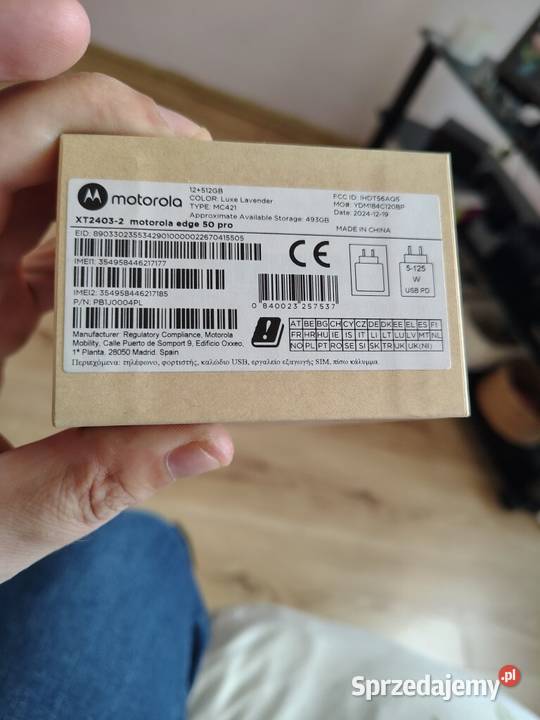 motorola
12+512GB
COLOR: Luxe Lavender
TYPE: MC421
Approximate Available Storage: 493GB
FCC ID: IHDT56AQ5
MO#: YDM184C120BP
Date: 2024-12-19
XT2403-2 motorola edge 50 pro
MADE IN CHINA
EID: 89033023553429010000022670415505
IMEI1: 354958446217177
IMEI2: 354958446217185
P/N: PB1J0004PL
CE
0 840023 257537
5-125
W
USB PD
AT BE BG CH CY CZ DE DK EE EL ES FI
FR HR HU IE IS IT LI LT LU LV MT NL
NO PL PT RO SE SI SK TR UK UK(NI)
Manufacturer: Regulatory Compliance, Motorola
Mobility, Calle Puerto de Somport 9, Edificio Oxxeo,
1ª Planta, 28050 Madrid, Spain
Περιεχόμενα: τηλέφωνο, φορτιστής, καλώδιο USB, εργαλείο εξαγωγής SIM, πίσω κάλυμμα
Sprzedajemy.pl